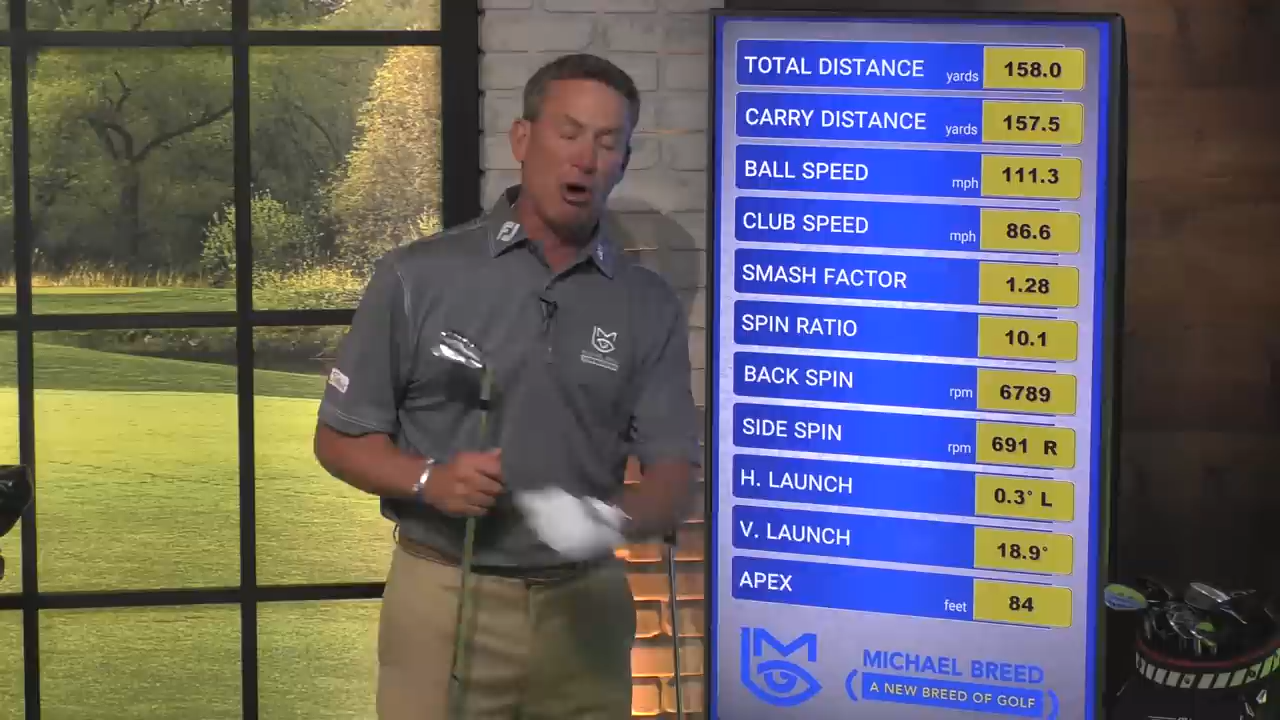 TOTAL DISTANCE yards 158.0
CARRY DISTANCE yards 157.5
BALL SPEED mph 111.3
CLUB SPEED mph 86.6
SMASH FACTOR 1.28
SPIN RATIO 10.1
BACK SPIN rpm 6789
SIDE SPIN rpm 691 R
H. LAUNCH 0.3° L
V. LAUNCH 18.9°
APEX feet 84
MICHAEL BREED
A NEW BREED OF GOLF